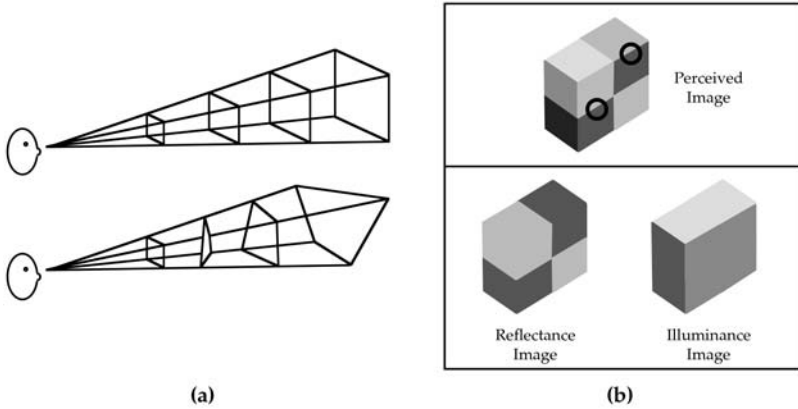 Perceived
Image
Reflectance
Image
Illuminance
Image
(a)
(b)